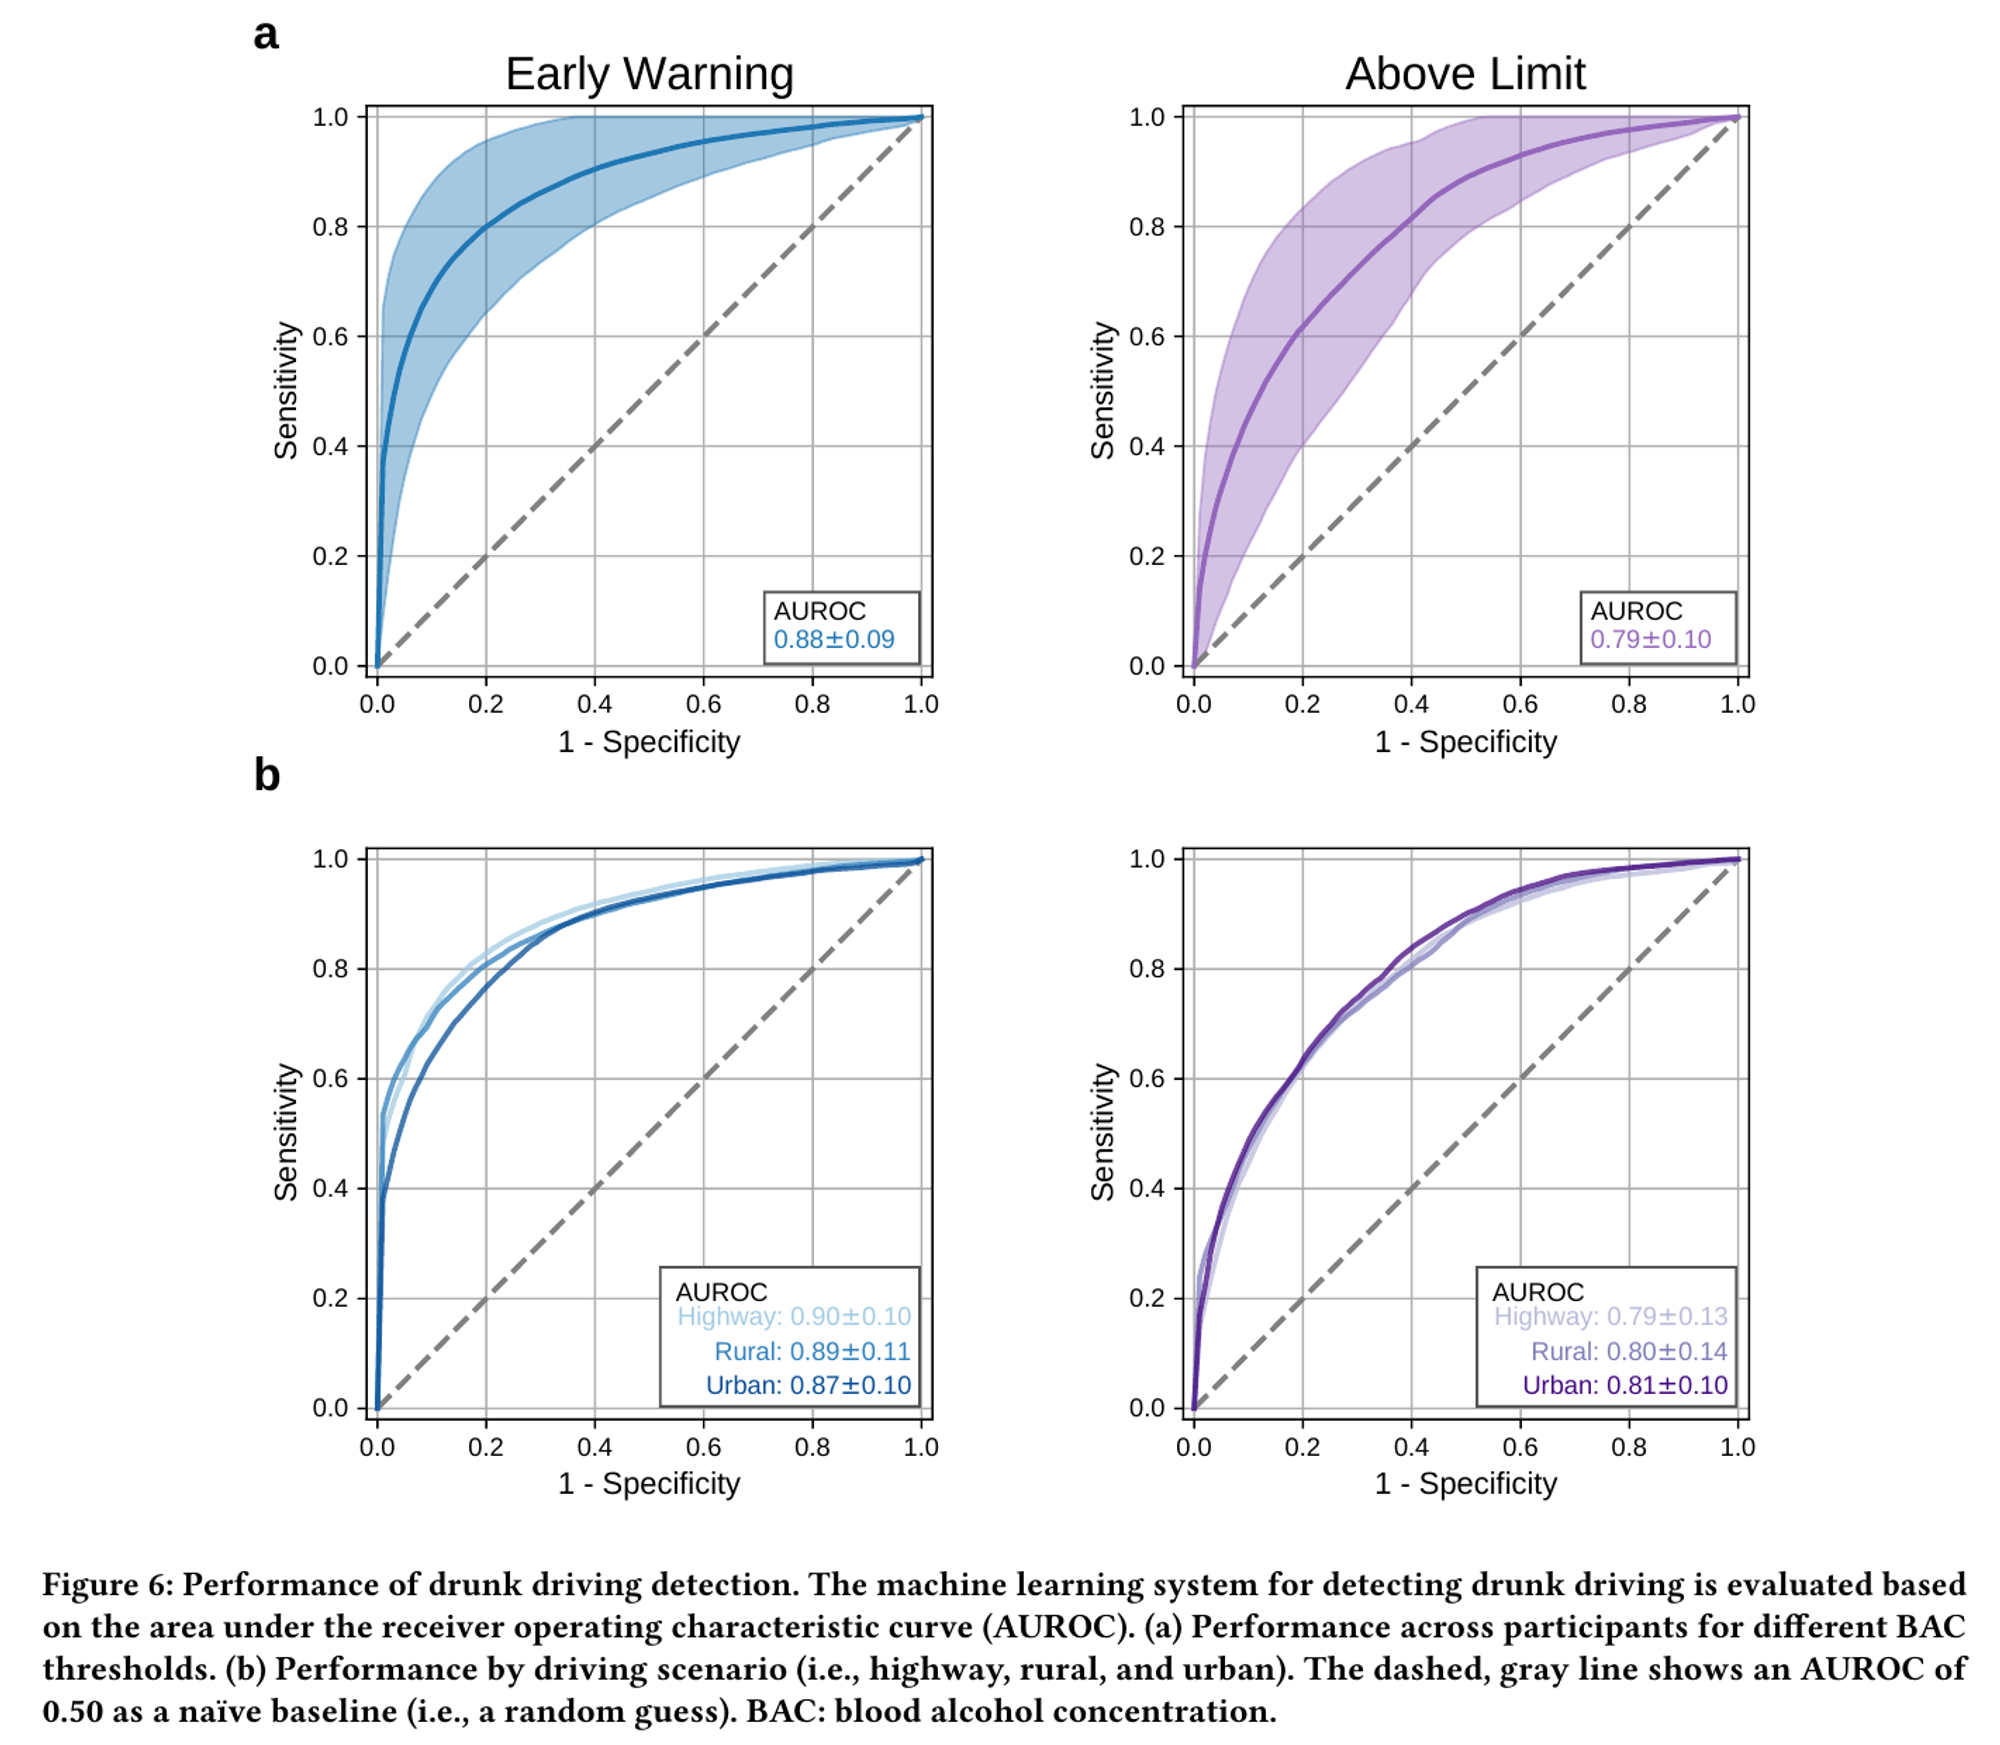 a
Early Warning
Above Limit
1.0
0.8
0.6
0.4
0.2
0.0
Sensitivity
AUROC
0.88±0.09
0.0 0.2 0.4 0.6 0.8 1.0
1 - Specificity
1.0
0.8
0.6
0.4
0.2
0.0
Sensitivity
AUROC
0.79±0.10
0.0 0.2 0.4 0.6 0.8 1.0
1 - Specificity
b
1.0
0.8
0.6
0.4
0.2
0.0
Sensitivity
AUROC
Highway: 0.90±0.10
Rural: 0.89±0.11
Urban: 0.87±0.10
0.0 0.2 0.4 0.6 0.8 1.0
1 - Specificity
1.0
0.8
0.6
0.4
0.2
0.0
Sensitivity
AUROC
Highway: 0.79±0.13
Rural: 0.80±0.14
Urban: 0.81±0.10
0.0 0.2 0.4 0.6 0.8 1.0
1 - Specificity
Figure 6: Performance of drunk driving detection. The machine learning system for detecting drunk driving is evaluated based
on the area under the receiver operating characteristic curve (AUROC). (a) Performance across participants for different BAC
thresholds. (b) Performance by driving scenario (i.e., highway, rural, and urban). The dashed, gray line shows an AUROC of
0.50 as a naïve baseline (i.e., a random guess). BAC: blood alcohol concentration.